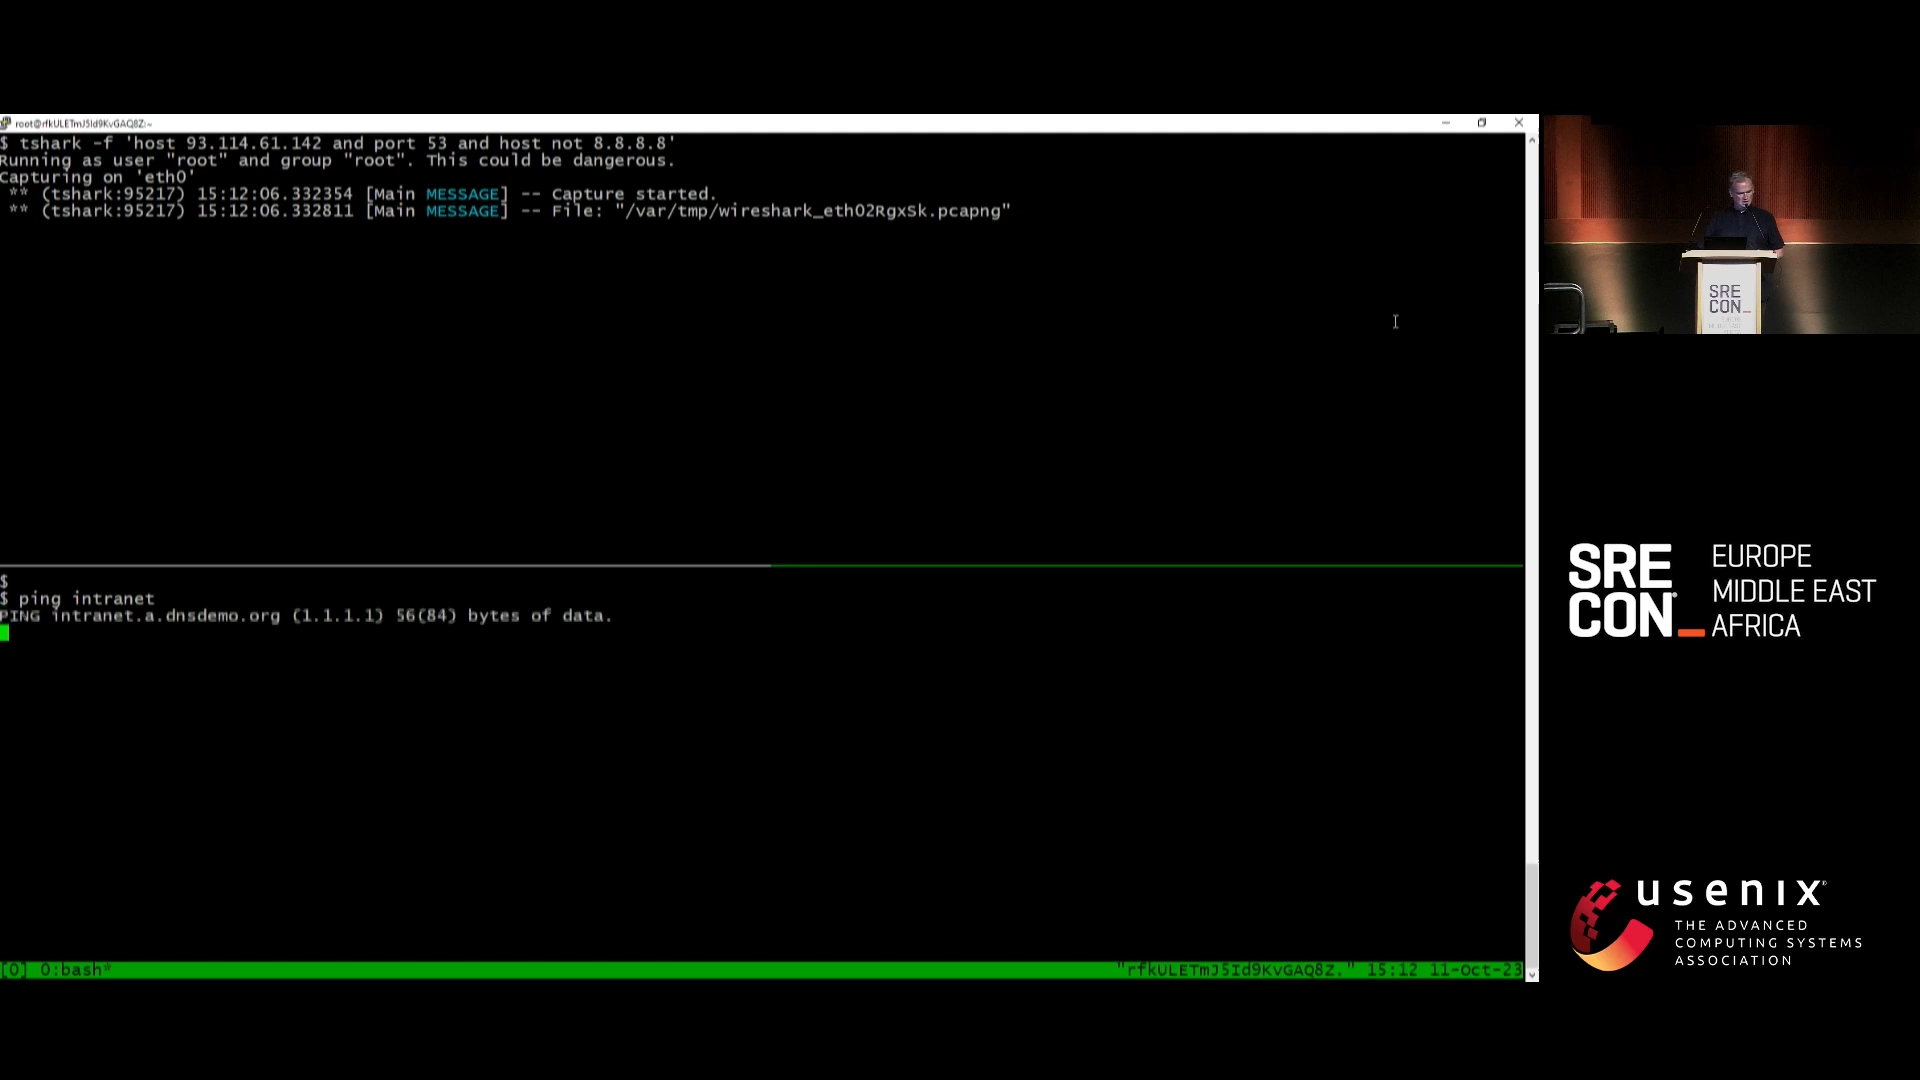 root@rfkULETmJ5Id9KvGAQ8Z:~
$ tshark -f 'host 93.114.61.142 and port 53 and host not 8.8.8.8'
Running as user "root" and group "root". This could be dangerous.
Capturing on 'eth0'
** (tshark:95217) 15:12:06.332354 [Main MESSAGE] -- Capture started.
** (tshark:95217) 15:12:06.332811 [Main MESSAGE] -- File: "/var/tmp/wireshark_eth02RgxSk.pcapng"
$
$ ping intranet
PING intranet.a.dnsdemo.org (1.1.1.1) 56(84) bytes of data.
[0] 0:bash* "rfkULETmJ5Id9KvGAQ8Z." 15:12 11-Oct-23
SRE
CON_
SRE
CON_
EUROPE
MIDDLE EAST
AFRICA
usenix
THE ADVANCED
COMPUTING SYSTEMS
ASSOCIATION